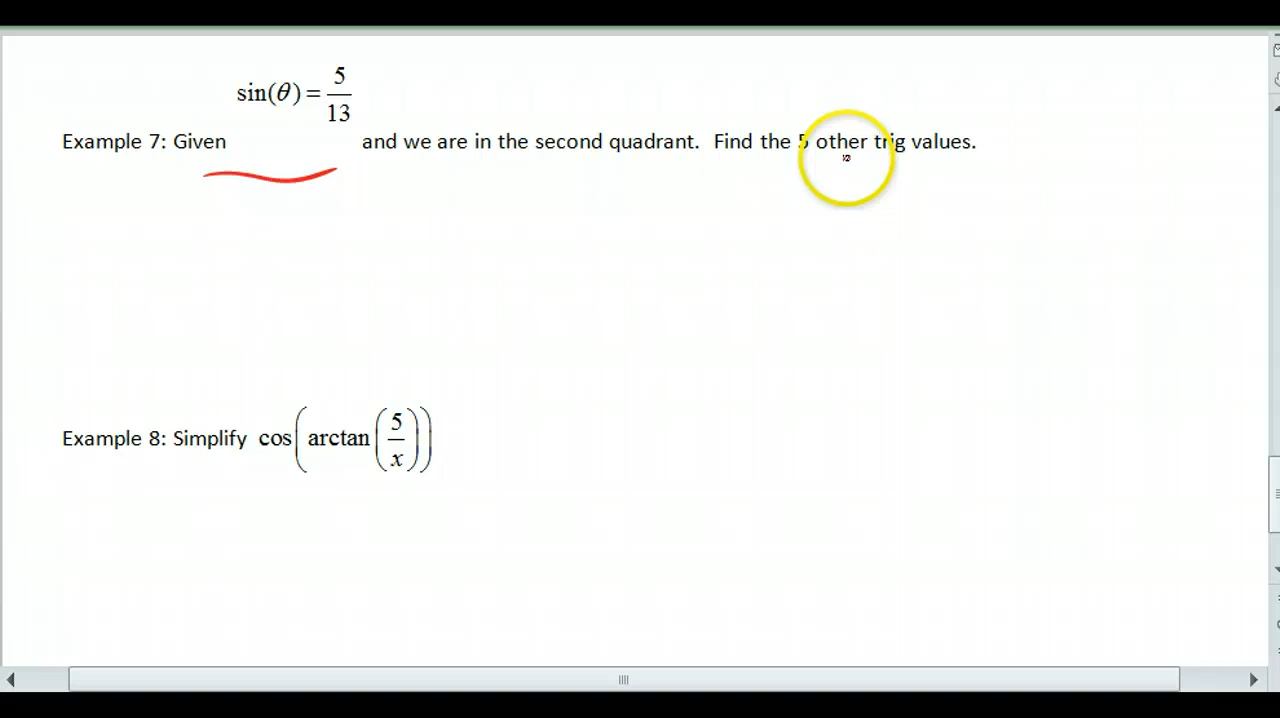 sin(θ) = 5/13
Example 7: Given and we are in the second quadrant. Find the 5 other trig values.
Example 8: Simplify cos(arctan(5/x))